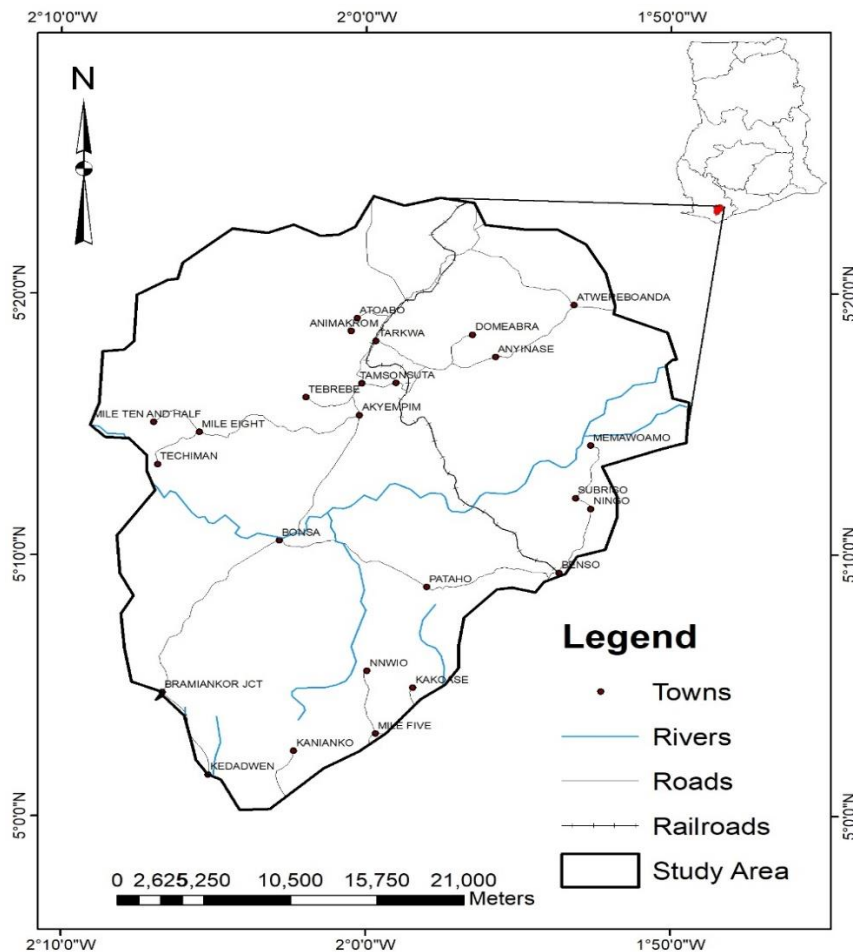 2°10'0"W 2°0'0"W 1°50'0"W
N
5°20'0"N 5°20'0"N
ATWEREBOANDA
ATOABO
ANIMAKROM
DOMEABRA
TARKWA
ANYINASE
TAMSONSUTA
TEBREBE
AKYEMPIM
MILE TEN AND HALF
MILE EIGHT
MEMAWOAMO
TECHIMAN
SUBRISO
NINGO
BONSA
5°10'0"N 5°10'0"N
BENSO
PATAHO
NNWIO
KAKOASE
BRAMIANKOR JCT
MILE FIVE
KANIANKO
KEDADWEN
5°0'0"N 5°0'0"N
Legend
Towns
Rivers
Roads
Railroads
Study Area
0 2,6255,250 10,500 15,750 21,000
Meters
2°10'0"W 2°0'0"W 1°50'0"W